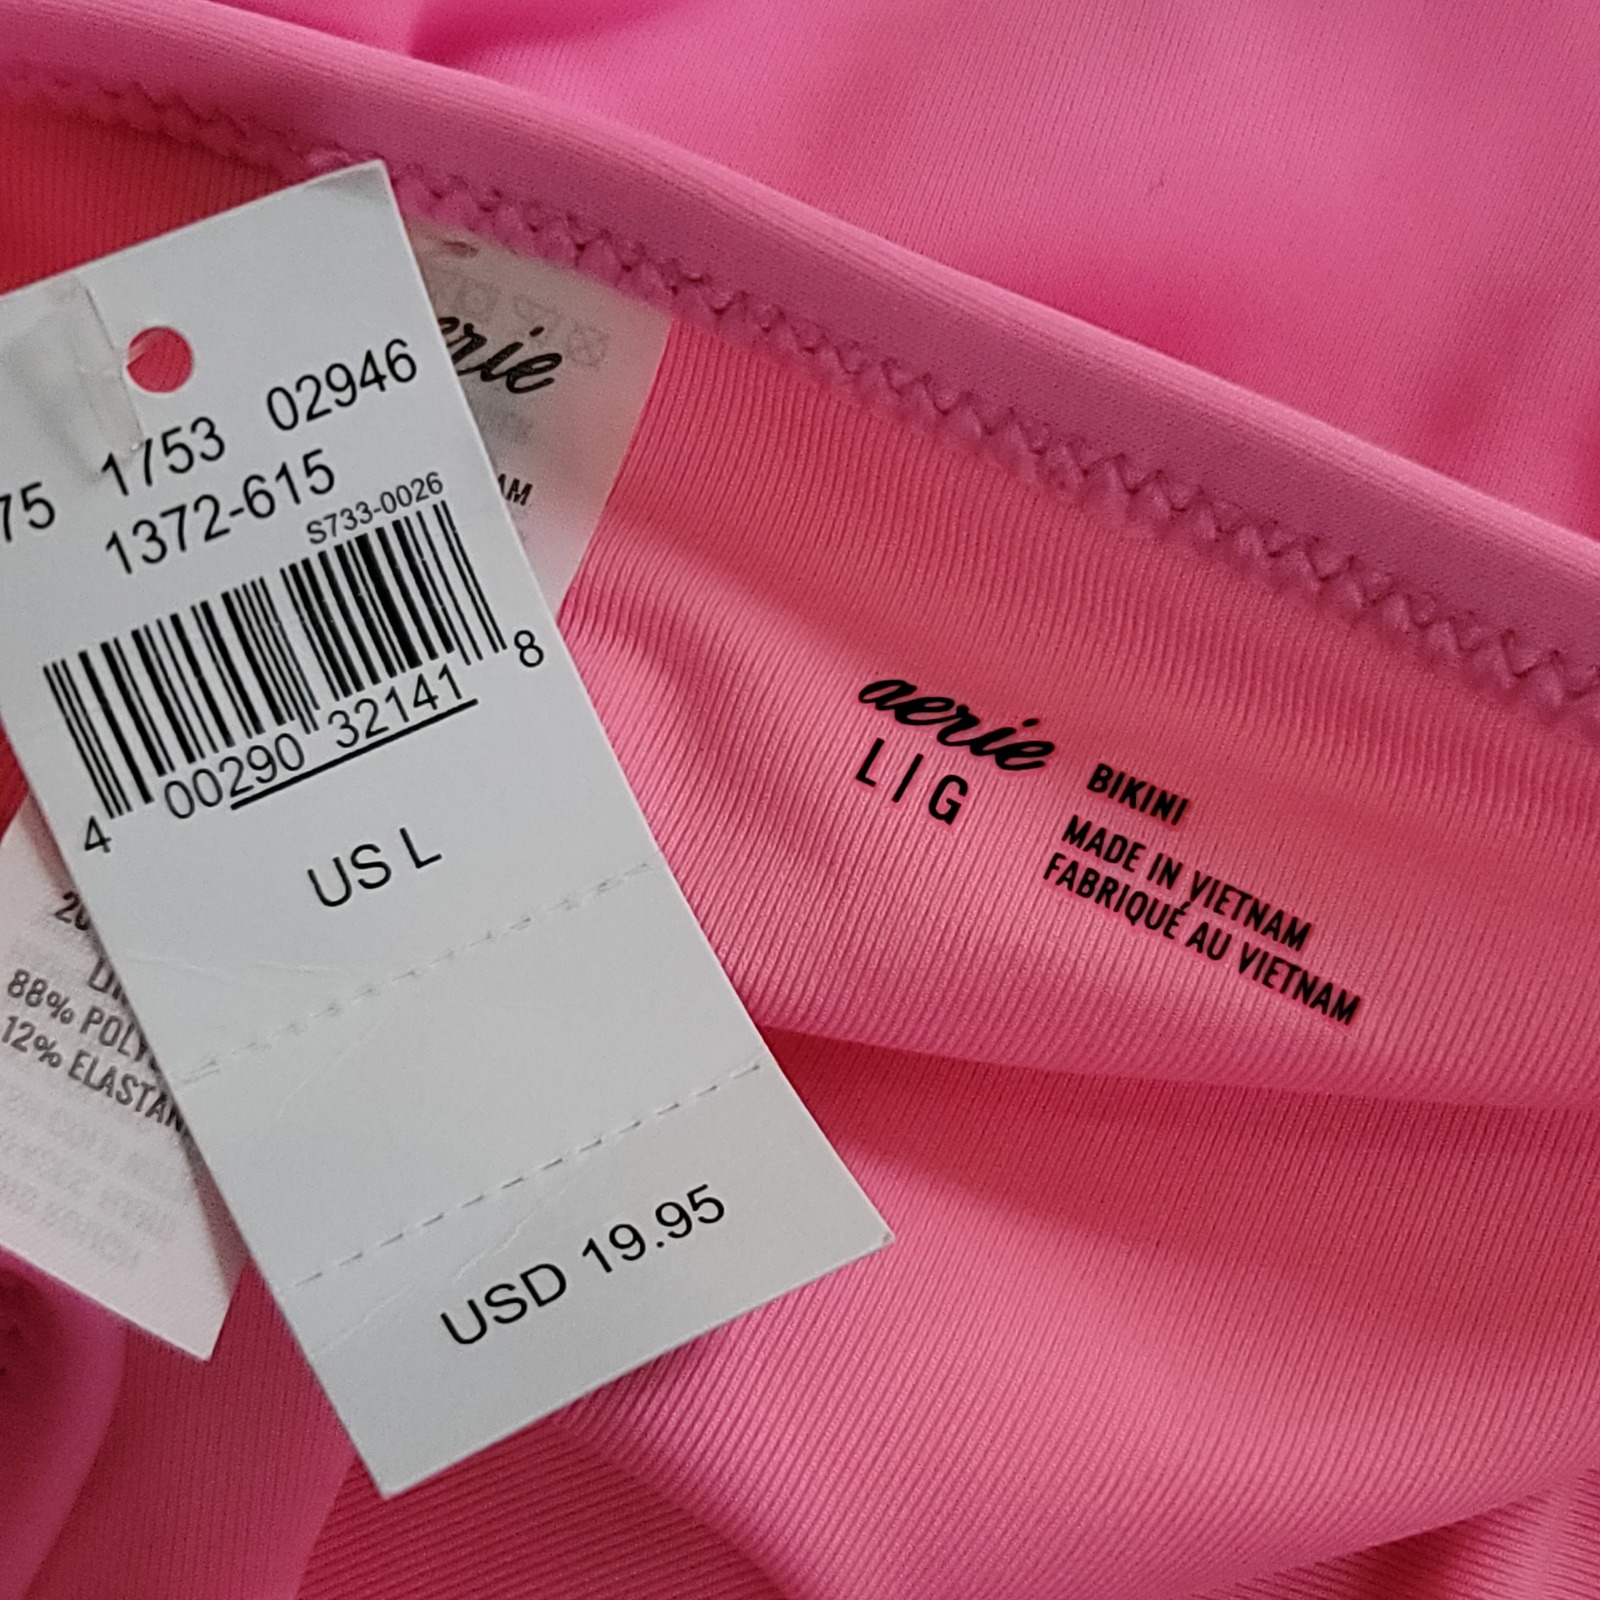 75 1753 02946
1372-615
S733-0026
4 00290 32141 8
US L
USD 19.95
aerie
L|G
BIKINI
MADE IN VIETNAM
FABRIQUÉ AU VIETNAM
88%
12% ELASTAN